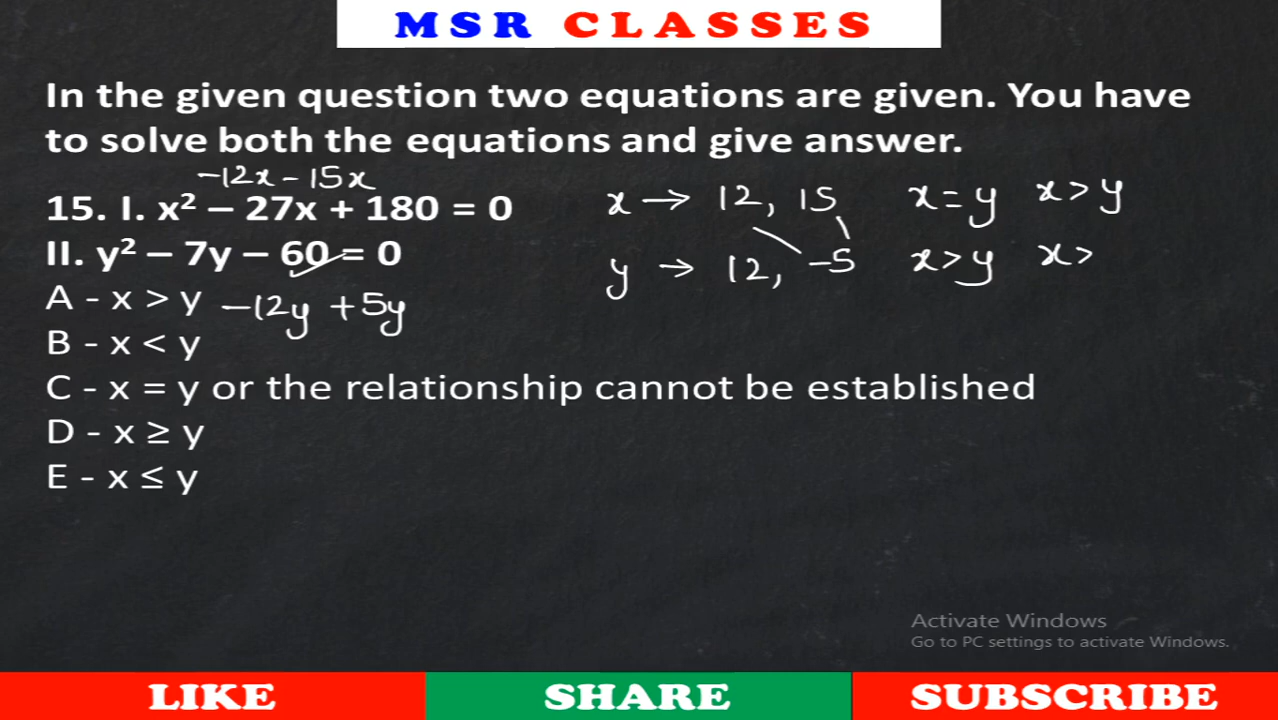 MSR CLASSES
In the given question two equations are given. You have
to solve both the equations and give answer.
-12x - 15x
15. I. x² – 27x + 180 = 0
x → 12, 15 x = y x > y
II. y² – 7y – 60 = 0
y → 12, -5 x > y x >
A - x > y -12y + 5y
B - x < y
C - x = y or the relationship cannot be established
D - x ≥ y
E - x ≤ y
Activate Windows
Go to PC settings to activate Windows.
LIKE SHARE SUBSCRIBE